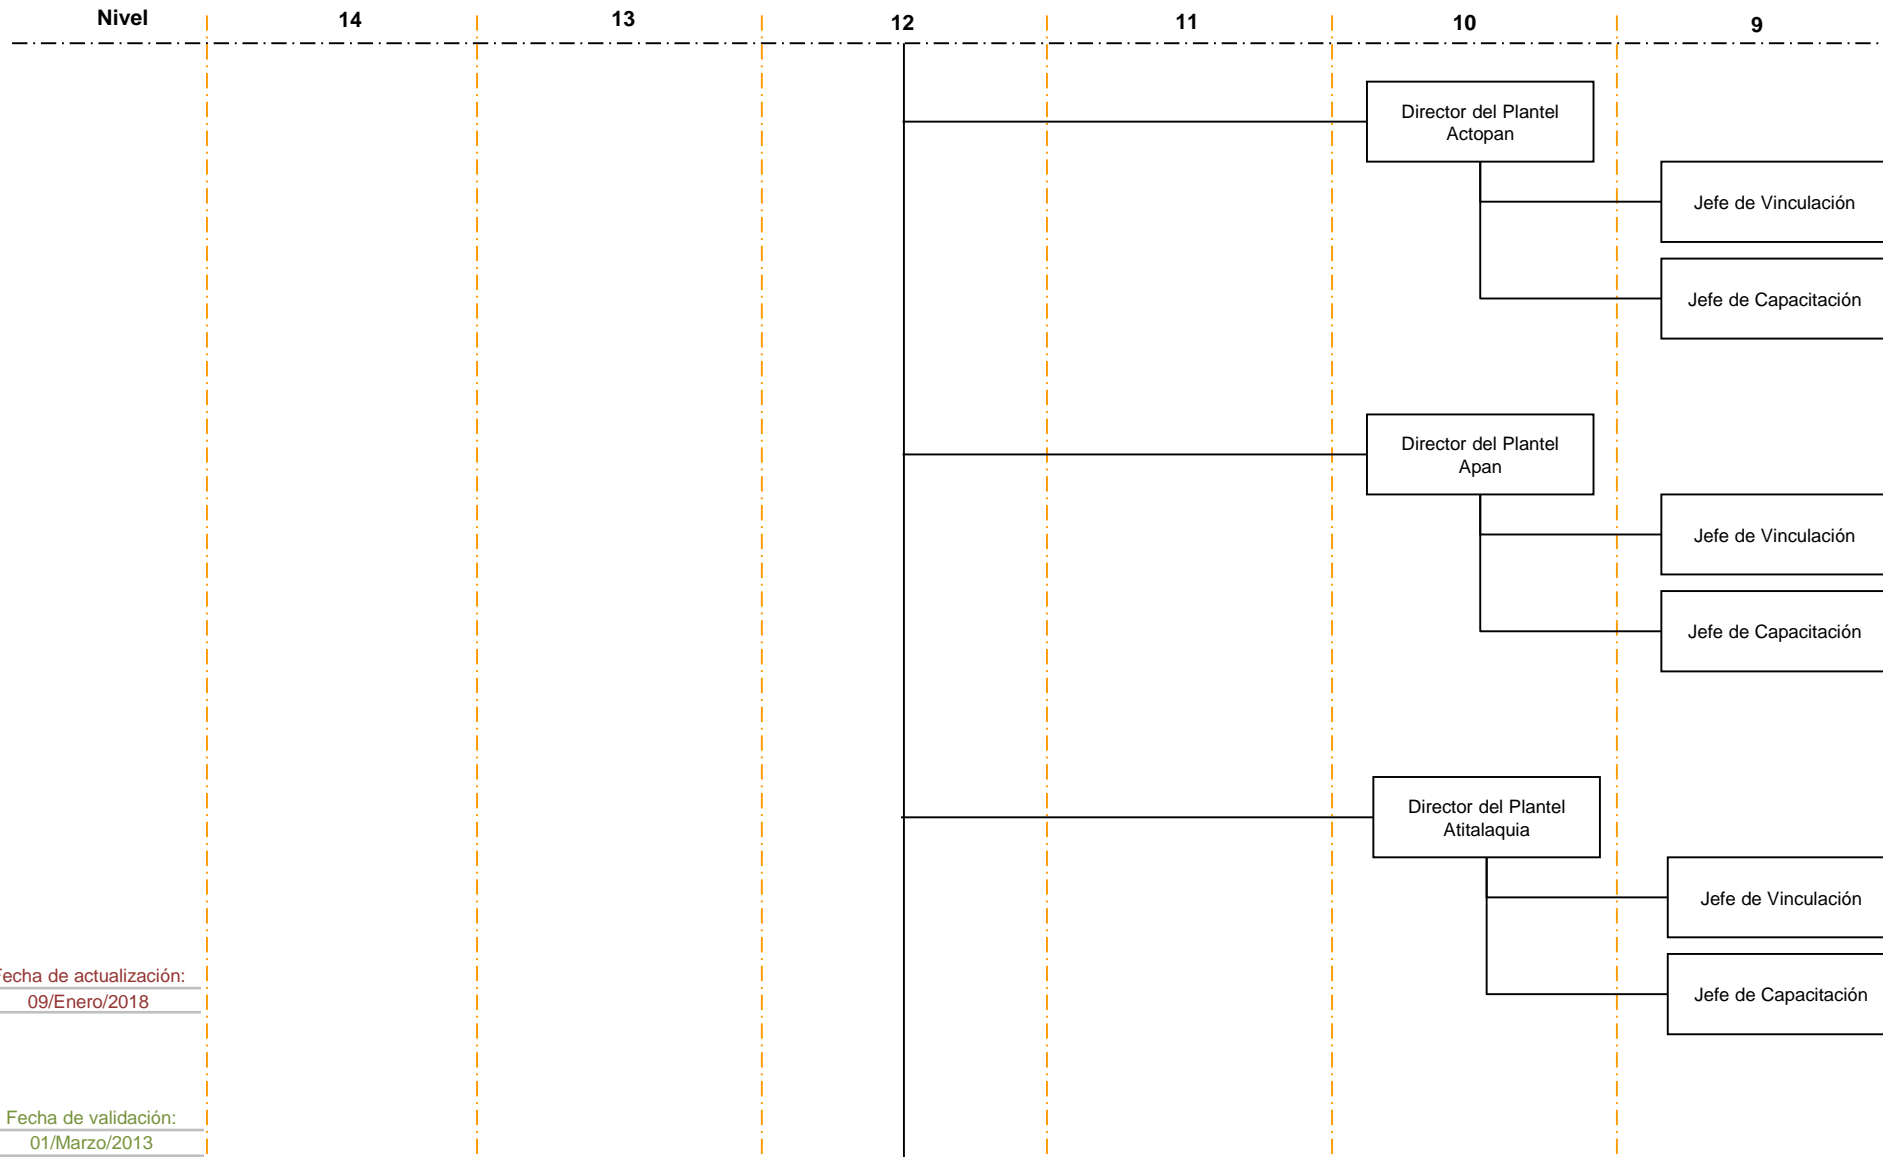 Nivel 14 13 12 11 10 9
Director del Plantel
Actopan
Jefe de Vinculación
Jefe de Capacitación
Director del Plantel
Apan
Jefe de Vinculación
Jefe de Capacitación
Director del Plantel
Atitalaquia
Jefe de Vinculación
Jefe de Capacitación
Fecha de actualización:
09/Enero/2018
Fecha de validación:
01/Marzo/2013